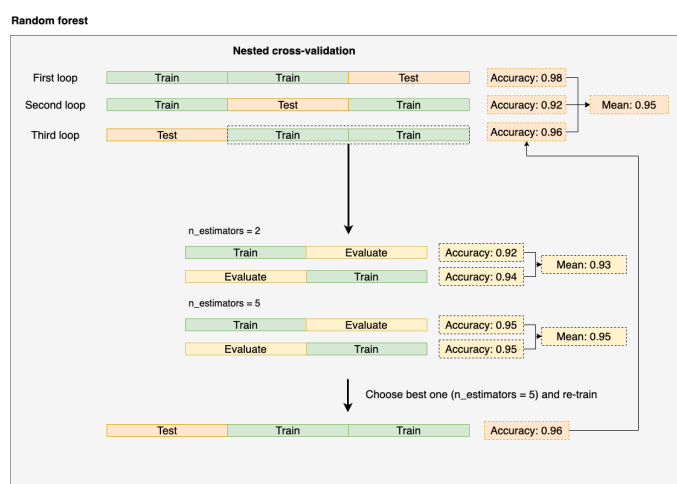 Random forest
Nested cross-validation
First loop Train Train Test Accuracy: 0.98
Second loop Train Test Train Accuracy: 0.92 Mean: 0.95
Third loop Test Train Train Accuracy: 0.96
n_estimators = 2
Train Evaluate Accuracy: 0.92
Mean: 0.93
Evaluate Train Accuracy: 0.94
n_estimators = 5
Train Evaluate Accuracy: 0.95
Mean: 0.95
Evaluate Train Accuracy: 0.95
Choose best one (n_estimators = 5) and re-train
Test Train Train Accuracy: 0.96